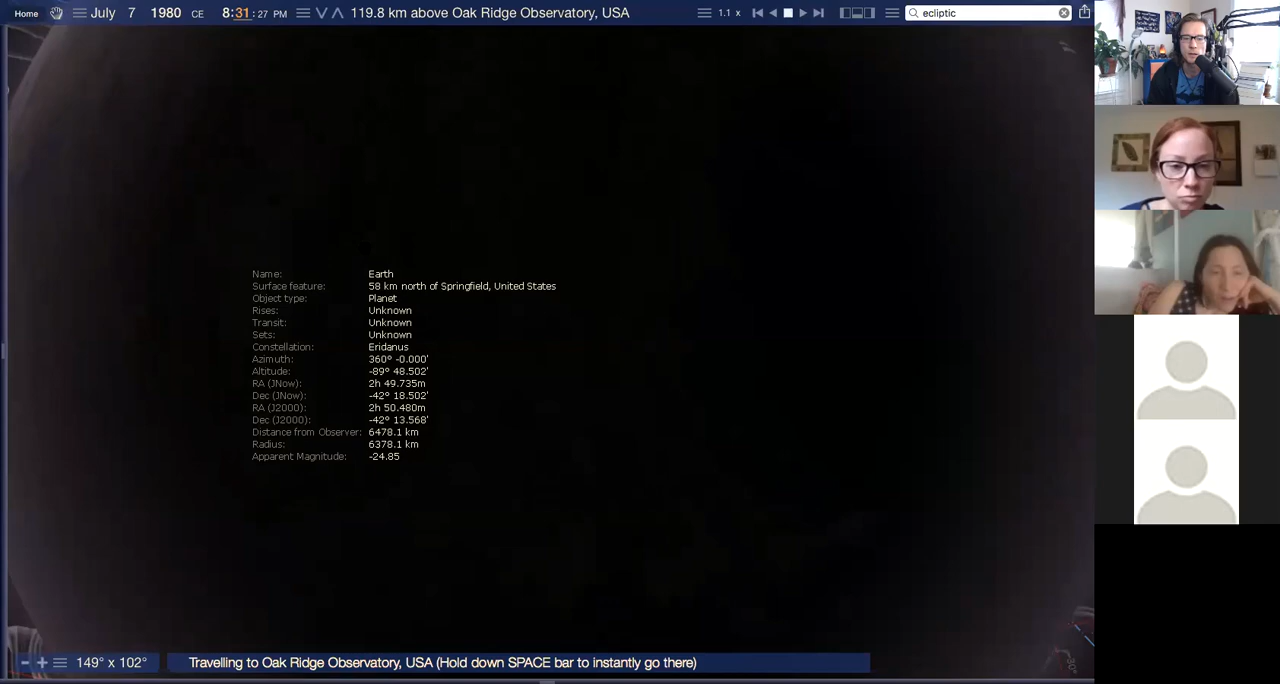 Home July 7 1980 CE 8:31:27 PM 119.8 km above Oak Ridge Observatory, USA 1.1 x ecliptic
Name: Earth
Surface feature: 58 km north of Springfield, United States
Object type: Planet
Rises: Unknown
Transit: Unknown
Sets: Unknown
Constellation: Eridanus
Azimuth: 360° -0.000'
Altitude: -89° 48.502'
RA (JNow): 2h 49.735m
Dec (JNow): -42° 18.502'
RA (J2000): 2h 50.480m
Dec (J2000): -42° 13.568'
Distance from Observer: 6478.1 km
Radius: 6378.1 km
Apparent Magnitude: -24.85
149° x 102° Travelling to Oak Ridge Observatory, USA (Hold down SPACE bar to instantly go there)